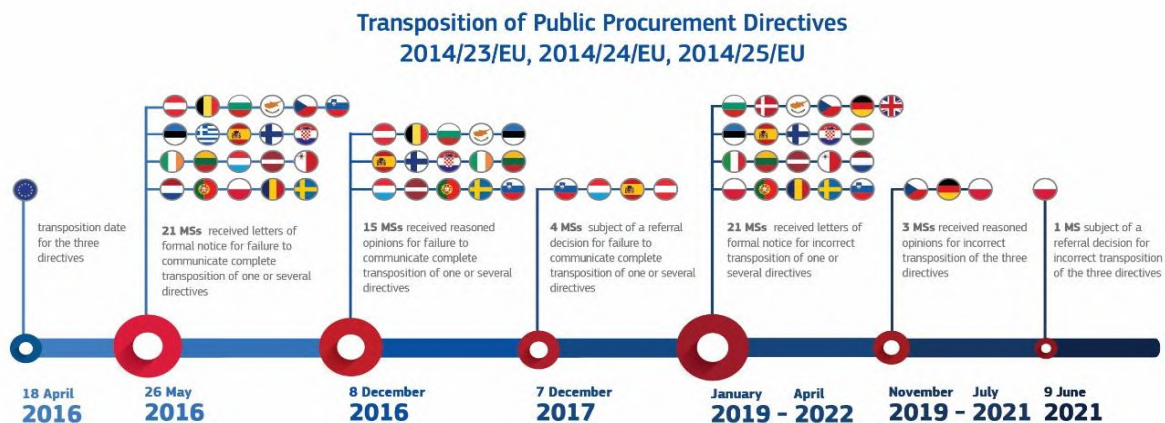 Transposition of Public Procurement Directives
2014/23/EU, 2014/24/EU, 2014/25/EU
transposition date
for the three
directives
21 MSs received letters of
formal notice for failure to
communicate complete
transposition of one or several
directives
15 MSs received reasoned
opinions for failure to
communicate complete
transposition of one or several
directives
4 MSs subject of a referral
decision for failure to
communicate complete
transposition of one or several
directives
21 MSs received letters of
formal notice for incorrect
transposition of one or
several directives
3 MSs received reasoned
opinions for incorrect
transposition of the three
directives
1 MS subject of a
referral decision for
incorrect transposition
of the three directives
18 April
2016
26 May
2016
8 December
2016
7 December
2017
January April
2019 – 2022
November July
2019 – 2021
9 June
2021